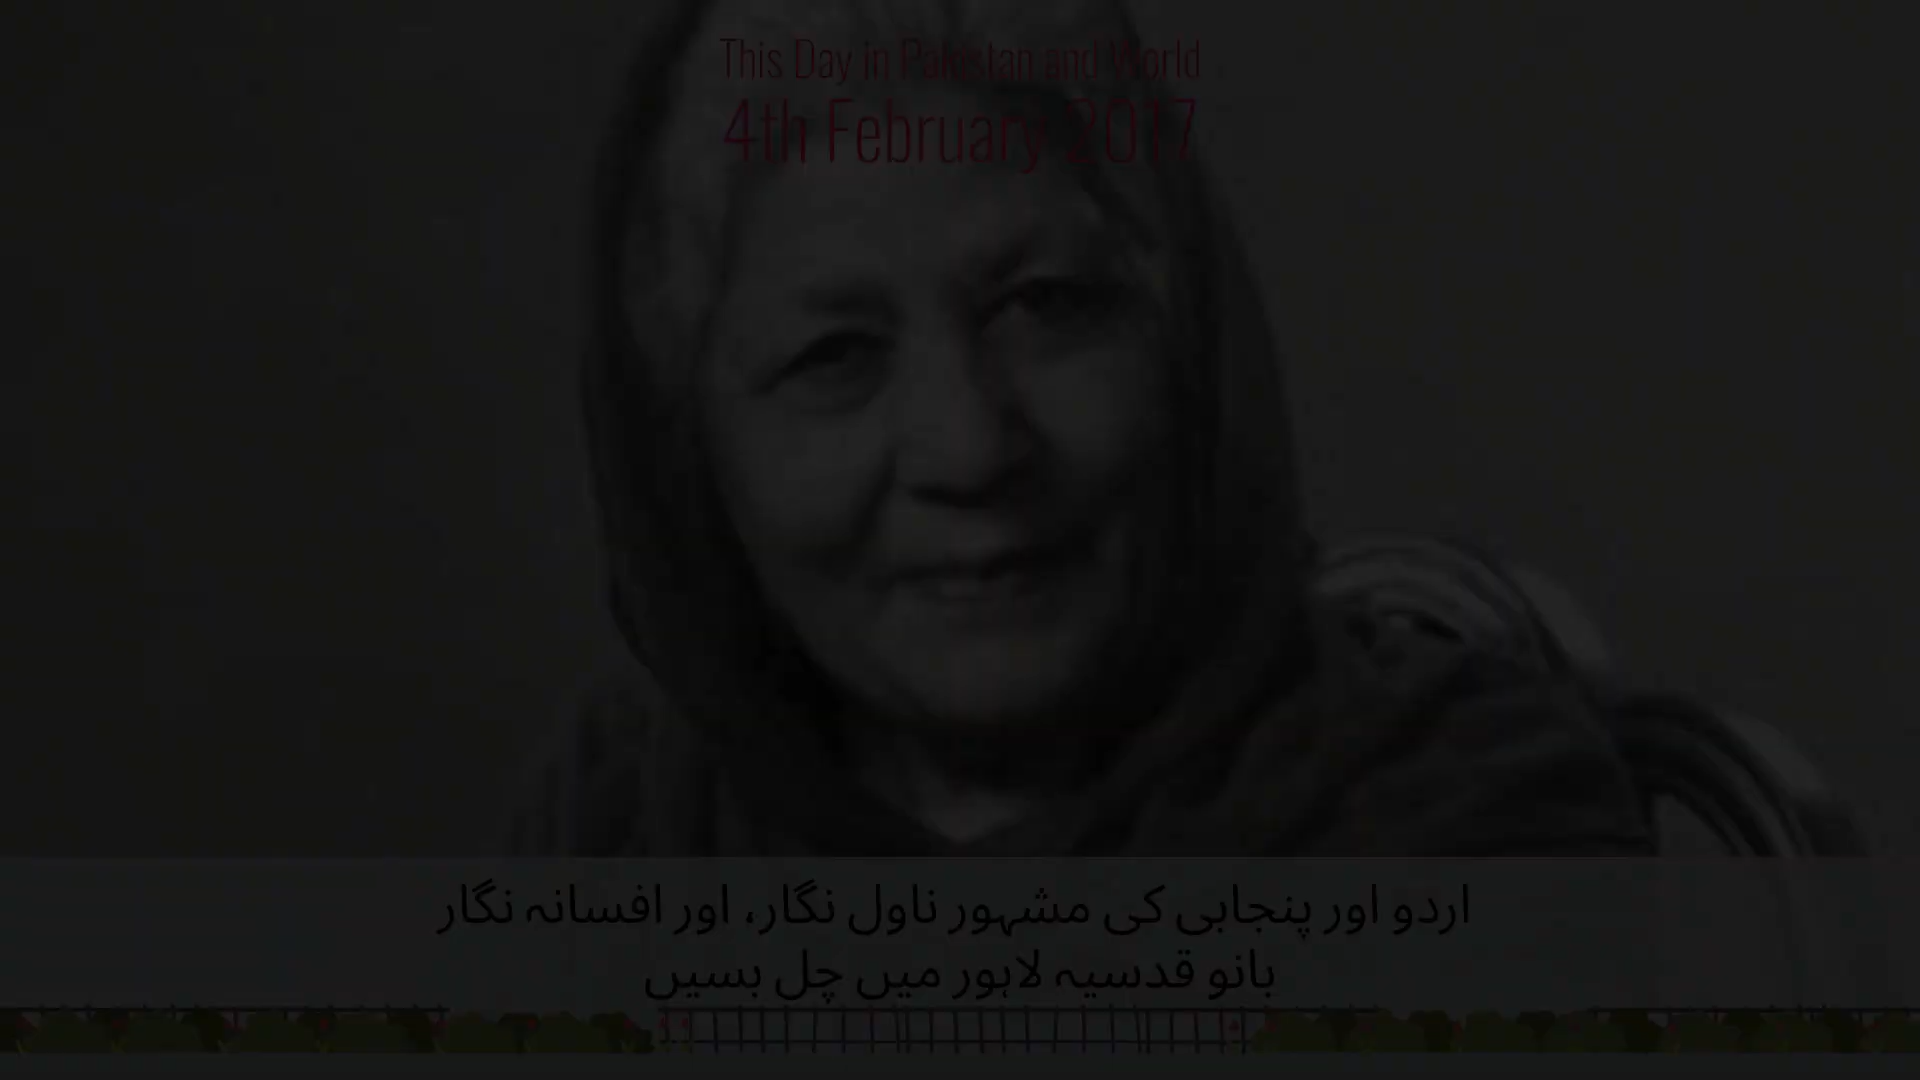 This Day in Pakistan and World
4th February 2017
اردو اور پنجابی کی مشہور ناول نگار، اور افسانہ نگار
بانو قدسیہ لاہور میں چل بسیں